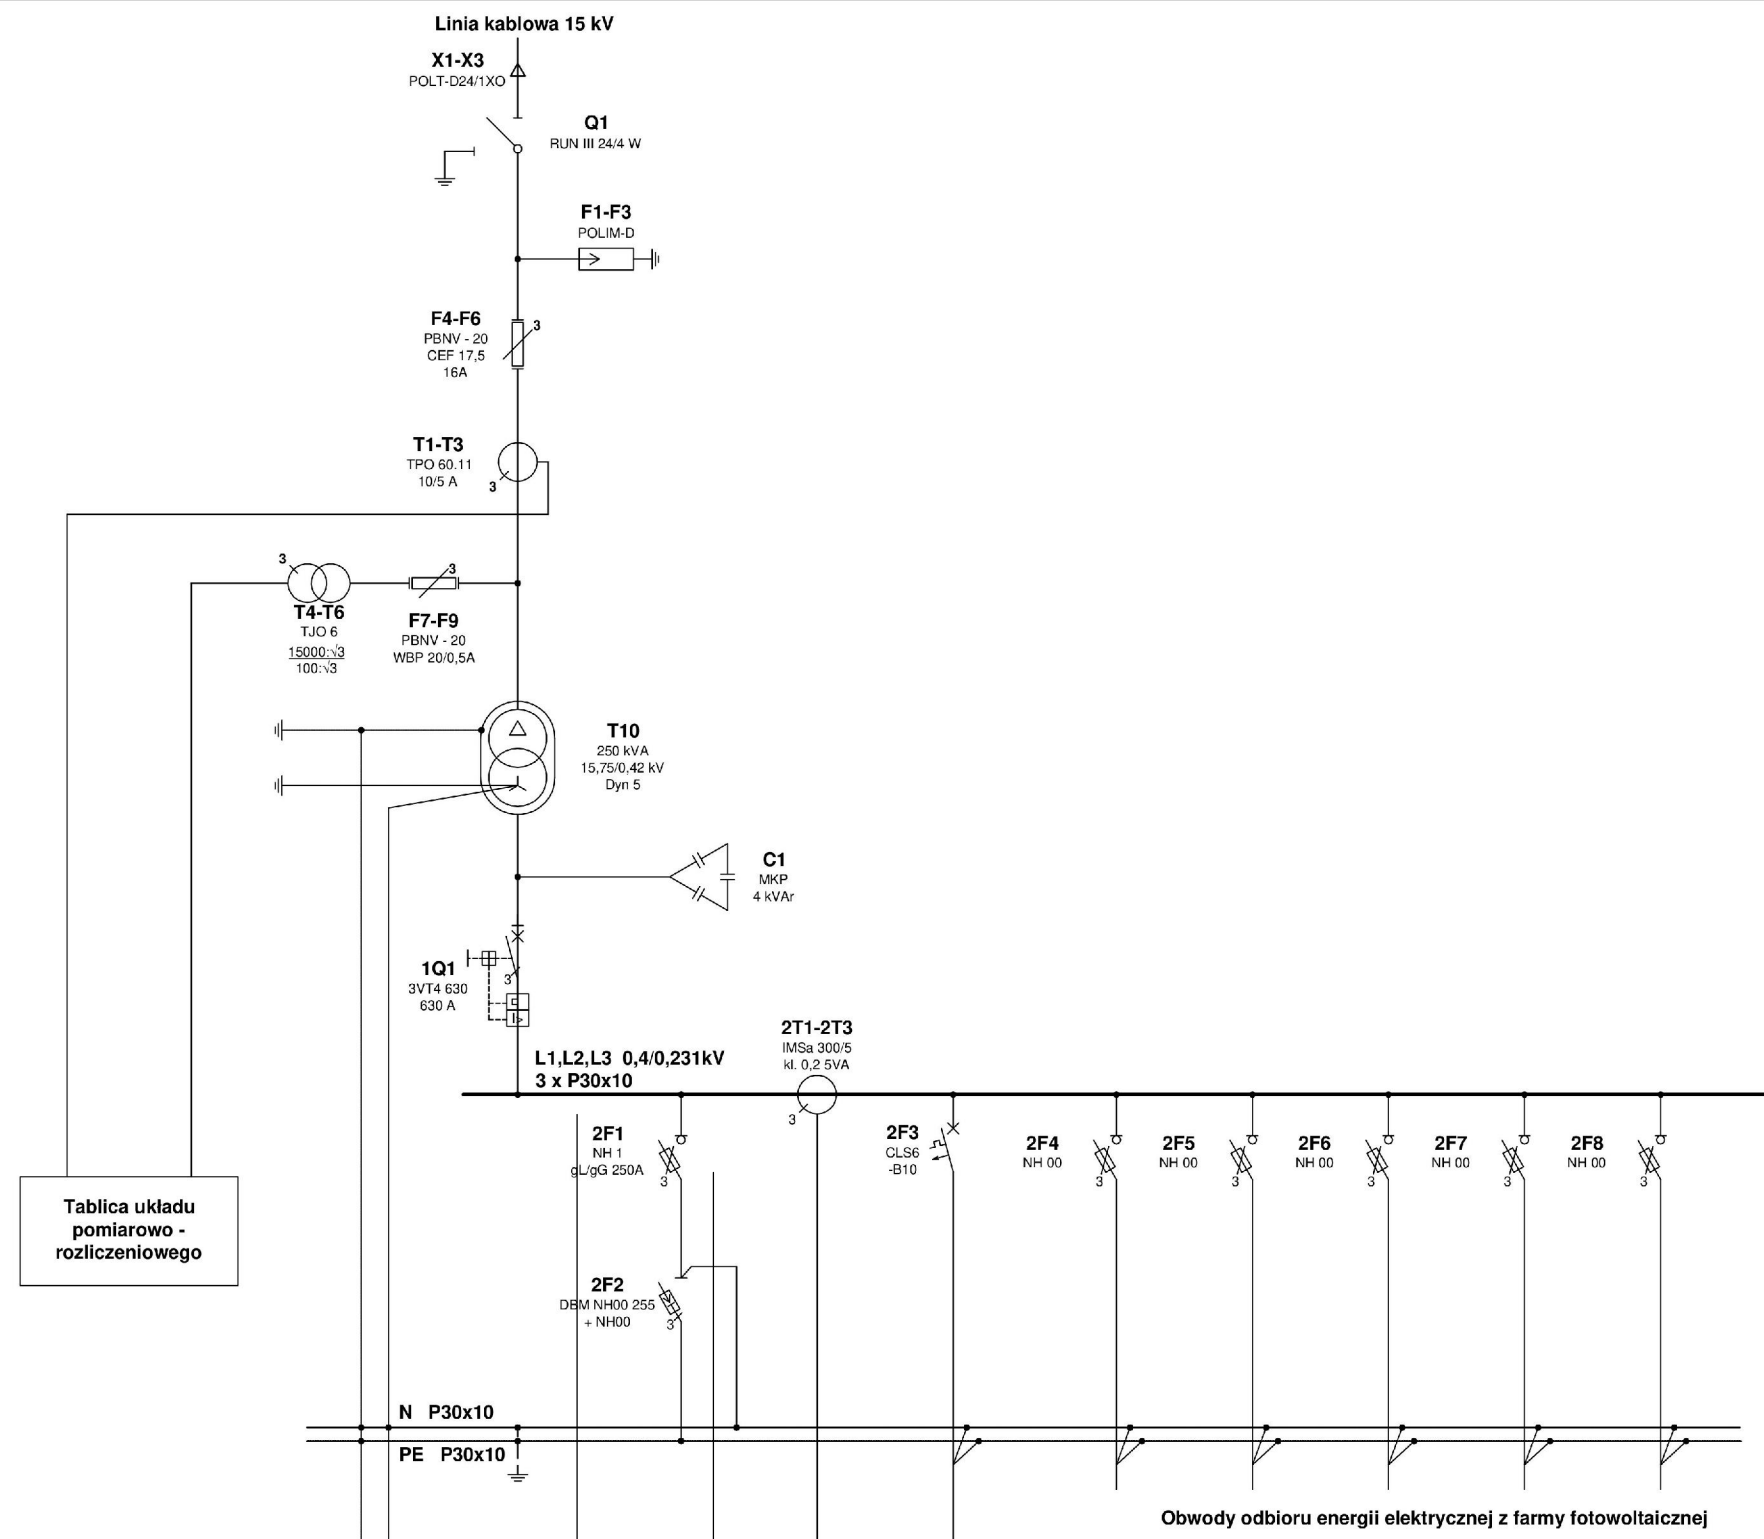 Linia kablowa 15 kV
X1-X3
POLT-D24/1XO
Q1
RUN III 24/4 W
F1-F3
POLIM-D
F4-F6
PBNV - 20
CEF 17,5
16A
3
T1-T3
TPO 60.11
10/5 A
3
3
T4-T6
TJO 6
15000:√3
100:√3
3
F7-F9
PBNV - 20
WBP 20/0,5A
T10
250 kVA
15,75/0,42 kV
Dyn 5
C1
MKP
4 kVAr
1Q1
3VT4 630
630 A
3
L1,L2,L3 0,4/0,231kV
3 x P30x10
2T1-2T3
IMSa 300/5
kl. 0,2 5VA
3
2F1
NH 1
gL/gG 250A
3
2F3
CLS6
-B10
2F4
NH 00
3
2F5
NH 00
3
2F6
NH 00
3
2F7
NH 00
3
2F8
NH 00
3
Tablica układu
pomiarowo -
rozliczeniowego
2F2
DBM NH00 255
+ NH00
3
N P30x10
PE P30x10
Obwody odbioru energii elektrycznej z farmy fotowoltaicznej